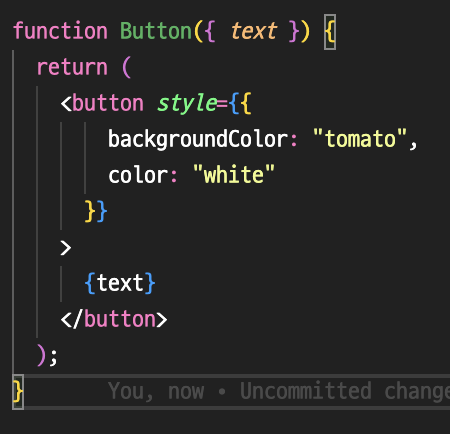 function Button({ text }) {
return (
<button style={{
backgroundColor: "tomato",
color: "white"
}}
>
{text}
</button>
);
}
You, now • Uncommitted change